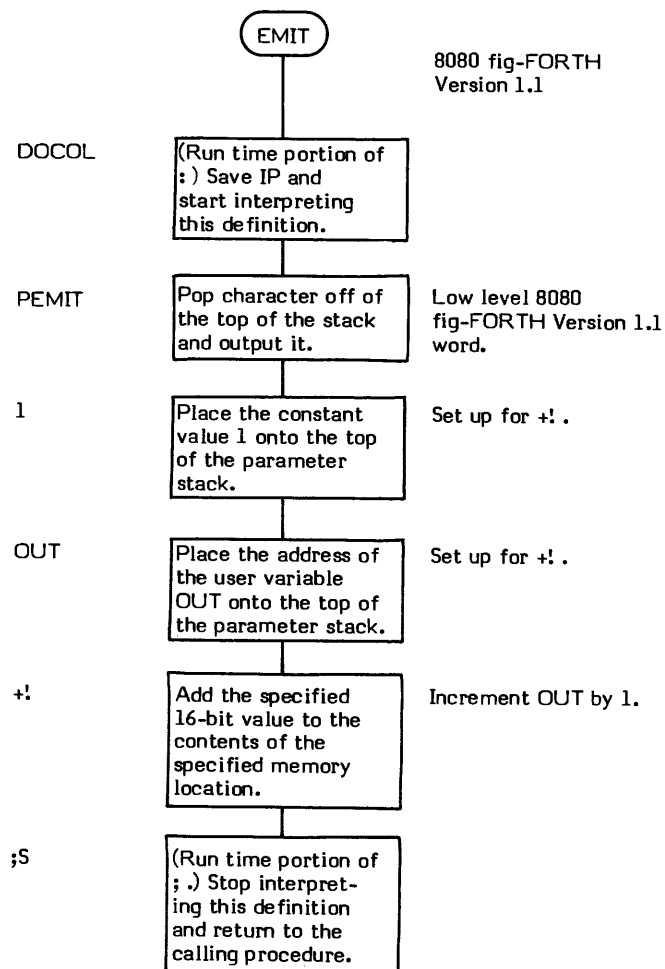 EMIT
8080 fig-FORTH
Version 1.1
DOCOL
(Run time portion of
: ) Save IP and
start interpreting
this definition.
PEMIT
Pop character off of
the top of the stack
and output it.
Low level 8080
fig-FORTH Version 1.1
word.
1
Place the constant
value 1 onto the top
of the parameter
stack.
Set up for +! .
OUT
Place the address of
the user variable
OUT onto the top of
the parameter stack.
Set up for +! .
+!
Add the specified
16-bit value to the
contents of the
specified memory
location.
Increment OUT by 1.
;S
(Run time portion of
; .) Stop interpret-
ing this definition
and return to the
calling procedure.